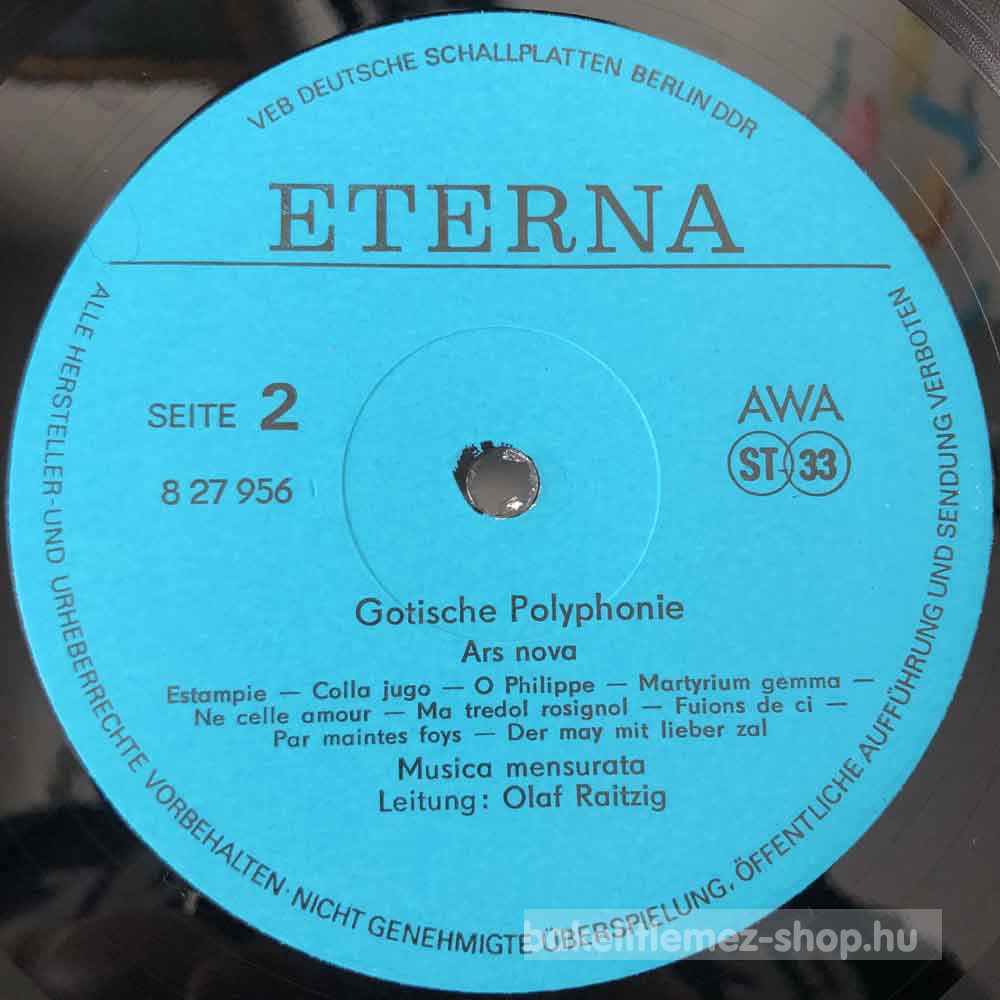 VEB DEUTSCHE SCHALLPLATTEN BERLIN DDR
ETERNA
SEITE 2
8 27 956
AWA
ST 33
Gotische Polyphonie
Ars nova
Estampie — Colla jugo — O Philippe — Martyrium gemma —
Ne celle amour — Ma tredol rosignol — Fuions de ci —
Par maintes foys — Der may mit lieber zal
Musica mensurata
Leitung: Olaf Raitzig
ALLE HERSTELLER- UND URHEBERRECHTE VORBEHALTEN · NICHT GENEHMIGTE ÜBERSPIELUNG, ÖFFENTLICHE AUFFÜHRUNG UND SENDUNG VERBOTEN
bakelitlemez-shop.hu